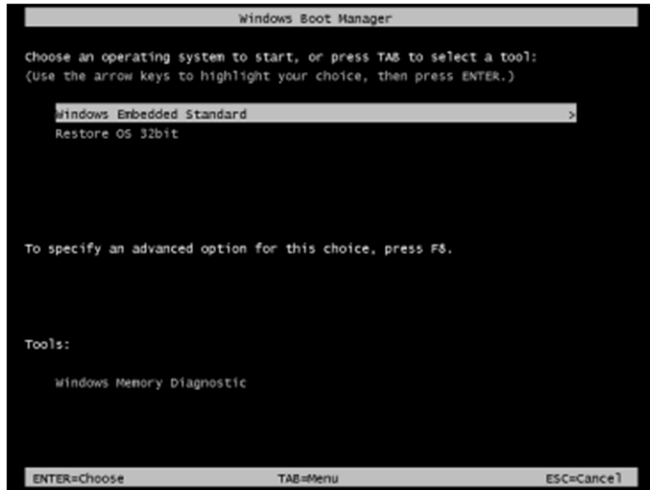 Windows Boot Manager
Choose an operating system to start, or press TAB to select a tool:
(Use the arrow keys to highlight your choice, then press ENTER.)
Windows Embedded Standard >
Restore OS 32bit
To specify an advanced option for this choice, press F8.
Tools:
Windows Memory Diagnostic
ENTER=Choose TAB=Menu ESC=Cancel